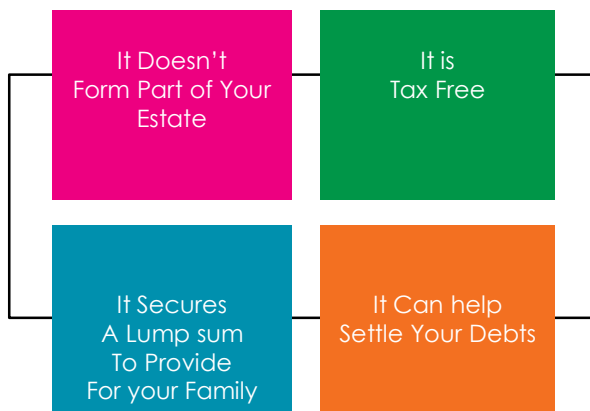 It Doesn’t
Form Part of Your
Estate
It is
Tax Free
It Secures
A Lump sum
To Provide
For your Family
It Can help
Settle Your Debts